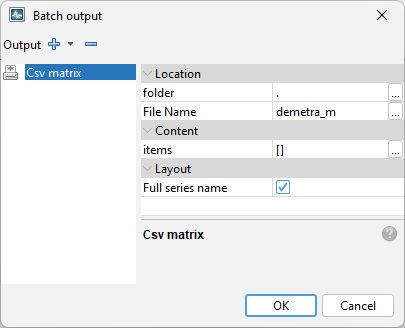 Batch output
Output
Csv matrix
Location
folder .
File Name demetra_m ...
Content
items [] ...
Layout
Full series name
Csv matrix
?
OK Cancel